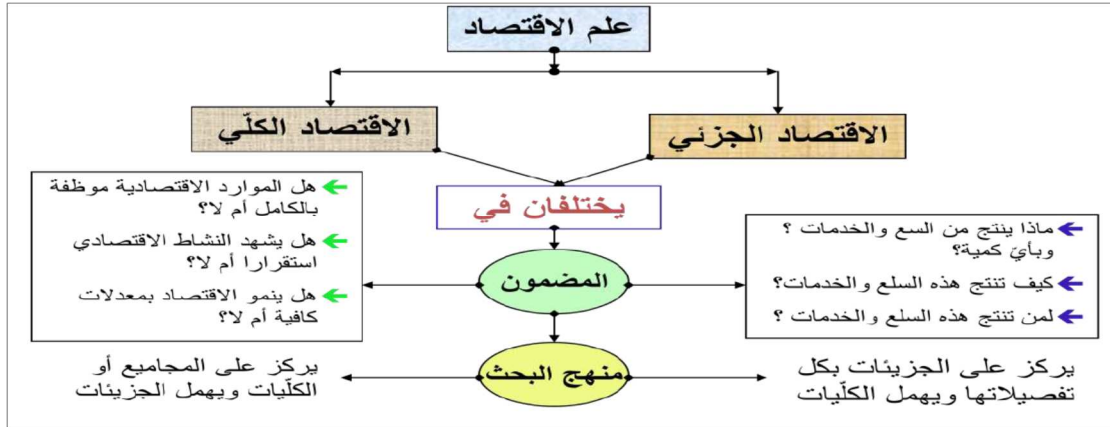 علم الاقتصاد
الاقتصاد الجزئي
الاقتصاد الكلّي
يختلفان في
المضمون
ماذا ينتج من السع والخدمات ؟
وبأيّ كمية؟
كيف تنتج هذه السلع والخدمات؟
لمن تنتج هذه السلع والخدمات ؟
هل الموارد الاقتصادية موظفة
بالكامل أم لا؟
هل يشهد النشاط الاقتصادي
استقرارا أم لا؟
هل ينمو الاقتصاد بمعدلات
كافية أم لا؟
منهج البحث
يركز على الجزيئات بكل
تفصيلاتها ويهمل الكلّيات
يركز على المجاميع أو
الكلّيات ويهمل الجزيئات